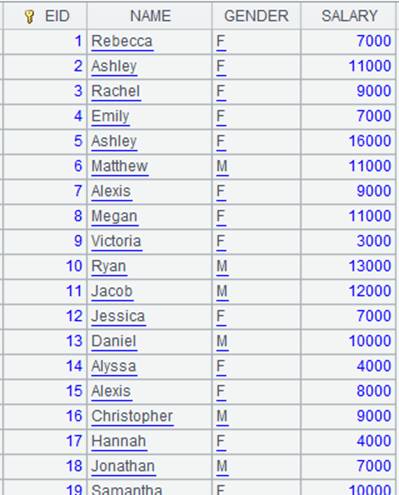 EID NAME GENDER SALARY
1 Rebecca F 7000
2 Ashley F 11000
3 Rachel F 9000
4 Emily F 7000
5 Ashley F 16000
6 Matthew M 11000
7 Alexis F 9000
8 Megan F 11000
9 Victoria F 3000
10 Ryan M 13000
11 Jacob M 12000
12 Jessica F 7000
13 Daniel M 10000
14 Alyssa F 4000
15 Alexis F 8000
16 Christopher M 9000
17 Hannah F 4000
18 Jonathan M 7000
19 Samantha F 10000